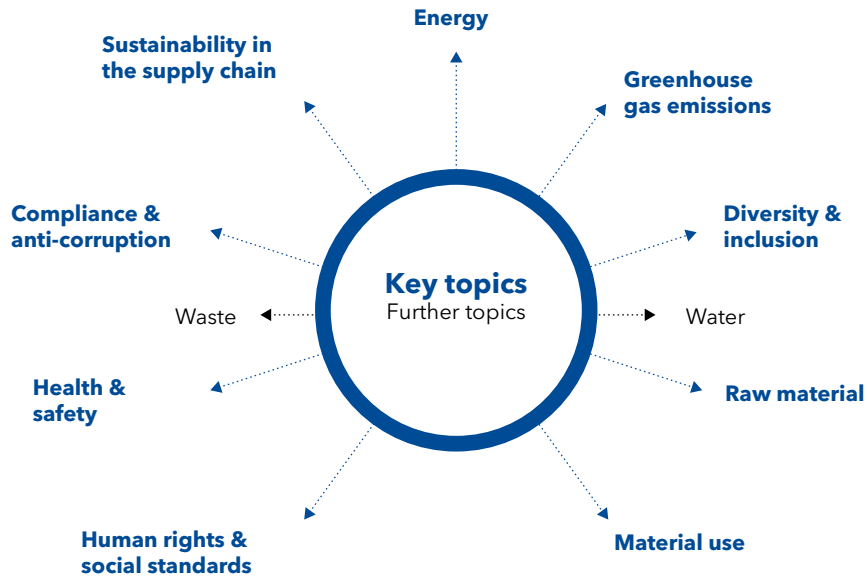 Energy
Sustainability in
the supply chain
Greenhouse
gas emissions
Compliance &
anti-corruption
Diversity &
inclusion
Key topics
Further topics
Waste
Water
Health &
safety
Raw material
Human rights &
social standards
Material use